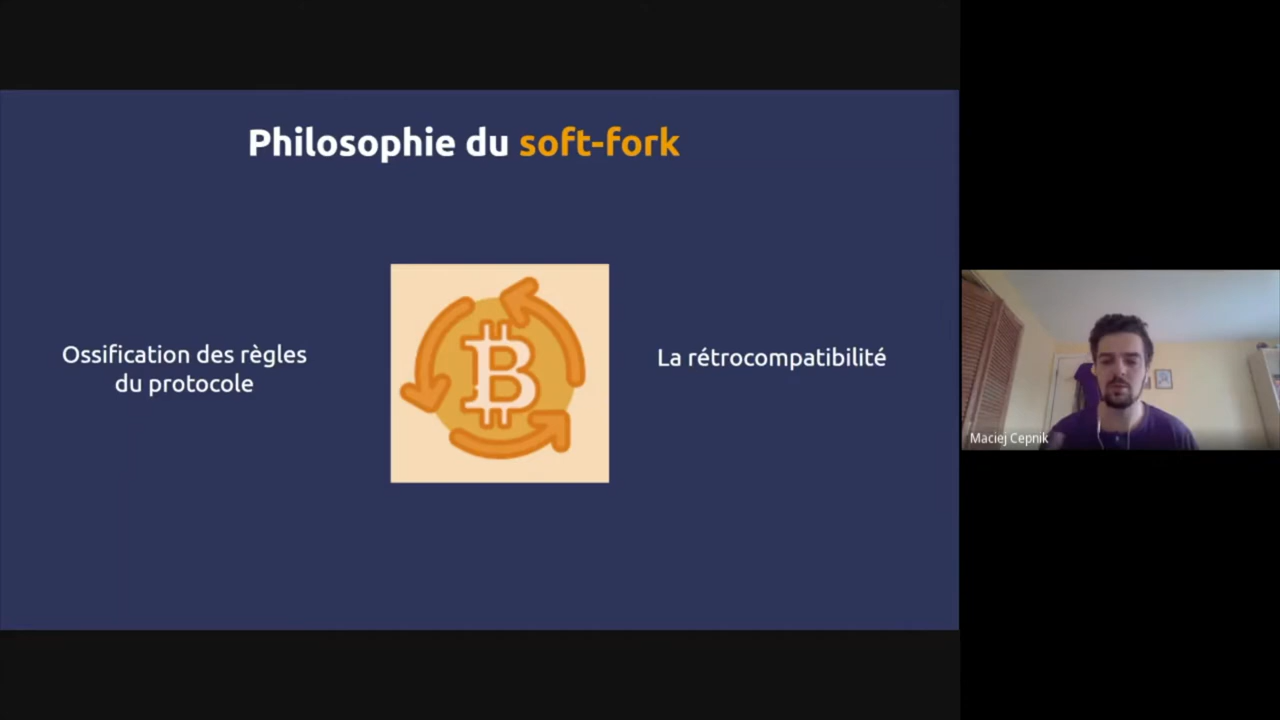 Philosophie du soft-fork
Ossification des règles
du protocole
La rétrocompatibilité
Maciej Cepnik